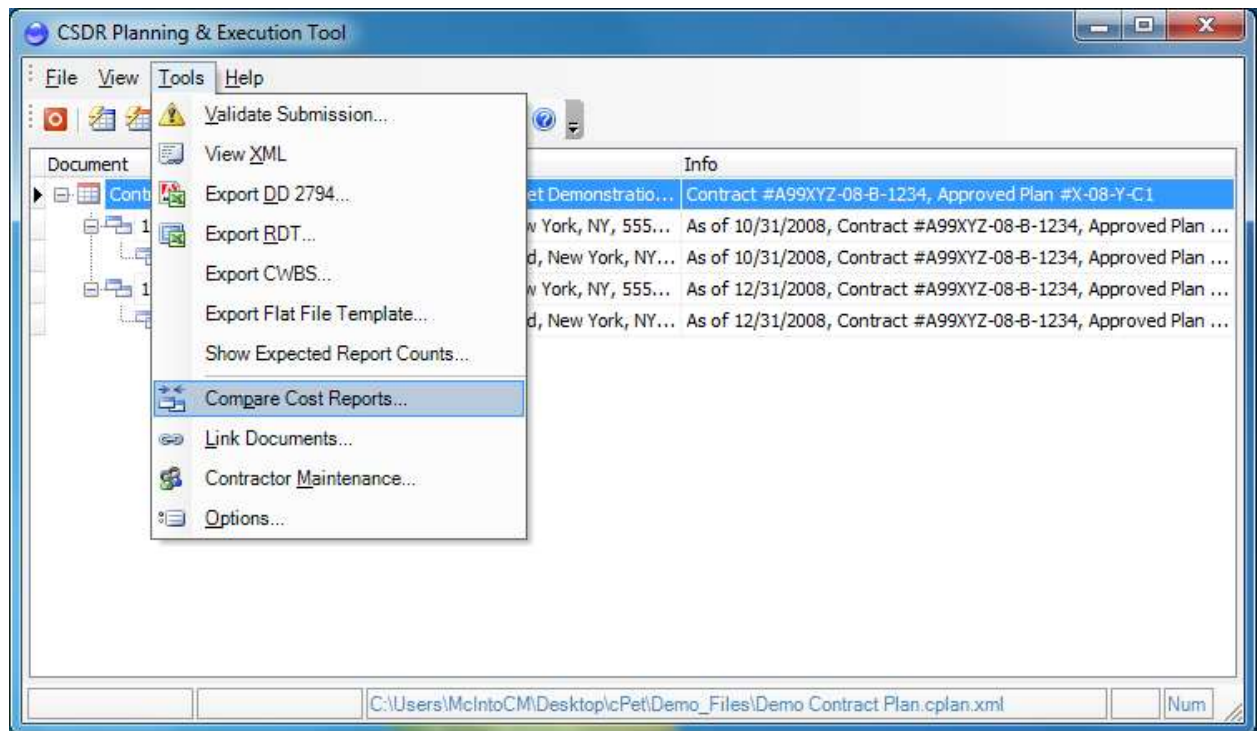 CSDR Planning & Execution Tool
File View Tools Help
Validate Submission...
View XML
Export DD 2794...
Export RDT...
Export CWBS...
Export Flat File Template...
Show Expected Report Counts...
Compare Cost Reports...
Link Documents...
Contractor Maintenance...
Options...
Document Info
Cont et Demonstratio... Contract #A99XYZ-08-B-1234, Approved Plan #X-08-Y-C1
1 w York, NY, 555... As of 10/31/2008, Contract #A99XYZ-08-B-1234, Approved Plan ...
d, New York, NY... As of 10/31/2008, Contract #A99XYZ-08-B-1234, Approved Plan ...
1 w York, NY, 555... As of 12/31/2008, Contract #A99XYZ-08-B-1234, Approved Plan ...
d, New York, NY... As of 12/31/2008, Contract #A99XYZ-08-B-1234, Approved Plan ...
C:\Users\McIntoCM\Desktop\cPet\Demo_Files\Demo Contract Plan.cplan.xml Num